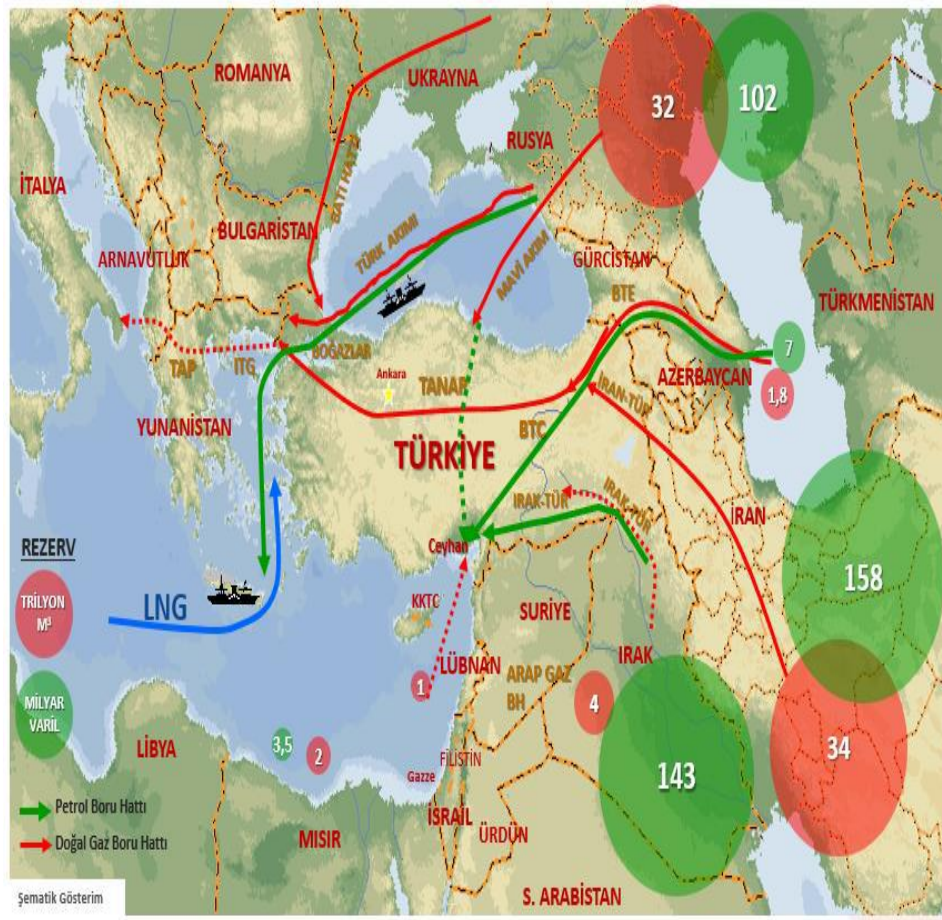 ROMANYA
UKRAYNA
32
102
RUSYA
İTALYA
BATI HATTI
BULGARİSTAN
TÜRK AKIMI
MAVİ AKIM
ARNAVUTLUK
GÜRCİSTAN
BTE
TÜRKMENİSTAN
TAP
ITG
BOĞAZLAR
Ankara
TANAP
AZERBAYCAN
7
1,8
İRAN-TÜR
YUNANİSTAN
BTC
TÜRKİYE
IRAK-TÜR
IRAK-TÜR
İRAN
Ceyhan
REZERV
TRİLYON
M³
LNG
KKTC
SURİYE
158
LÜBNAN
IRAK
1
ARAP GAZ
BH
4
MİLYAR
VARİL
LİBYA
3,5
2
FİLİSTİN
Gazze
143
34
Petrol Boru Hattı
Doğal Gaz Boru Hattı
MISIR
İSRAİL
ÜRDÜN
S. ARABİSTAN
Şematik Gösterim